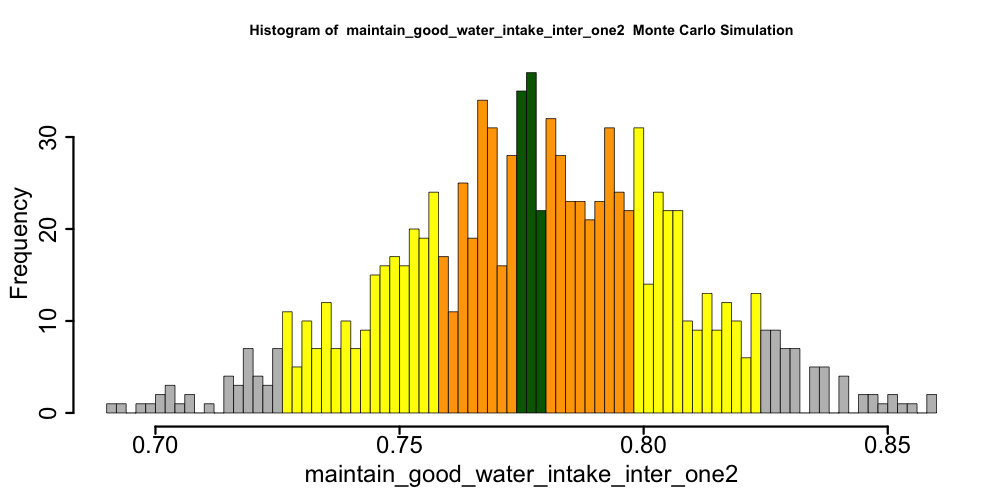 Histogram of  maintain_good_water_intake_inter_one2  Monte Carlo Simulation
Frequency
30
20
10
0
0.70 0.75 0.80 0.85
maintain_good_water_intake_inter_one2